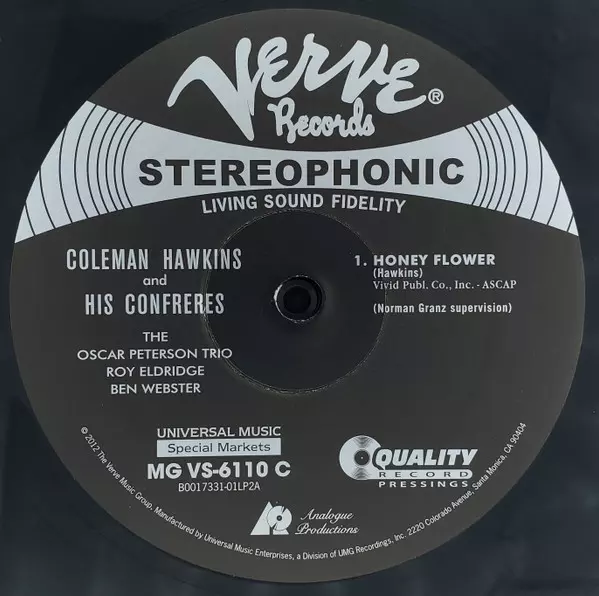 Verve®
Records
STEREOPHONIC
LIVING SOUND FIDELITY
COLEMAN HAWKINS
and
HIS CONFRERES
THE
OSCAR PETERSON TRIO
ROY ELDRIDGE
BEN WEBSTER
1. HONEY FLOWER
(Hawkins)
Vivid Publ. Co., Inc. - ASCAP
(Norman Granz supervision)
UNIVERSAL MUSIC
Special Markets
MG VS-6110 C
B0017331-01LP2A
QUALITY
RECORD
PRESSINGS
AP
Analogue
Productions
© 2012 The Verve Music Group, Manufactured by Universal Music Enterprises, a Division of UMG Recordings, Inc. 2220 Colorado Avenue, Santa Monica, CA 90404